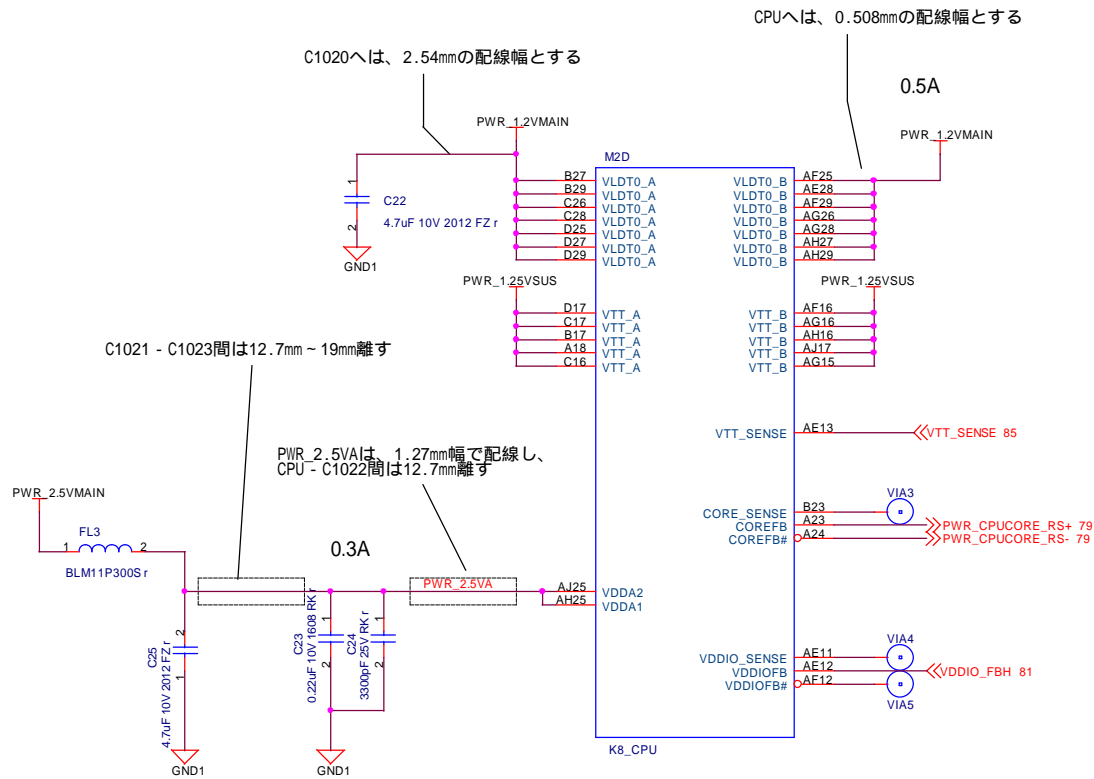 CPUへは、0.508㎜の配線幅とする
C1020へは、2.54㎜の配線幅とする
0.5A
PWR_1.2VMAIN
PWR_1.2VMAIN
M2D
1
C22
4.7uF 10V 2012 FZ r
2
GND1
B27 VLDT0_A VLDT0_B AF25
B29 VLDT0_A VLDT0_B AE28
C26 VLDT0_A VLDT0_B AF29
C28 VLDT0_A VLDT0_B AG26
D25 VLDT0_A VLDT0_B AG28
D27 VLDT0_A VLDT0_B AH27
D29 VLDT0_A VLDT0_B AH29
PWR_1.25VSUS
PWR_1.25VSUS
D17 VTT_A VTT_B AF16
C17 VTT_A VTT_B AG16
B17 VTT_A VTT_B AH16
A18 VTT_A VTT_B AJ17
C16 VTT_A VTT_B AG15
C1021 - C1023間は12.7㎜～19㎜離す
VTT_SENSE AE13 VTT_SENSE 85
PWR_2.5VAは、1.27㎜幅で配線し、
CPU - C1022間は12.7㎜離す
PWR_2.5VMAIN
FL3
1 2
BLM11P300S r
0.3A
VIA3
CORE_SENSE B23
COREFB A23 PWR_CPUCORE_RS+ 79
COREFB# A24 PWR_CPUCORE_RS- 79
PWR_2.5VA
AJ25 VDDA2
AH25 VDDA1
2
C25
4.7uF 10V 2012 FZ r
1
GND1
1
C23
0.22uF 10V 1608 RK r
2
1
C24
3300pF 25V RK r
2
GND1
VIA4
VDDIO_SENSE AE11
VDDIOFB AE12 VDDIO_FBH 81
VDDIOFB# AF12
VIA5
K8_CPU